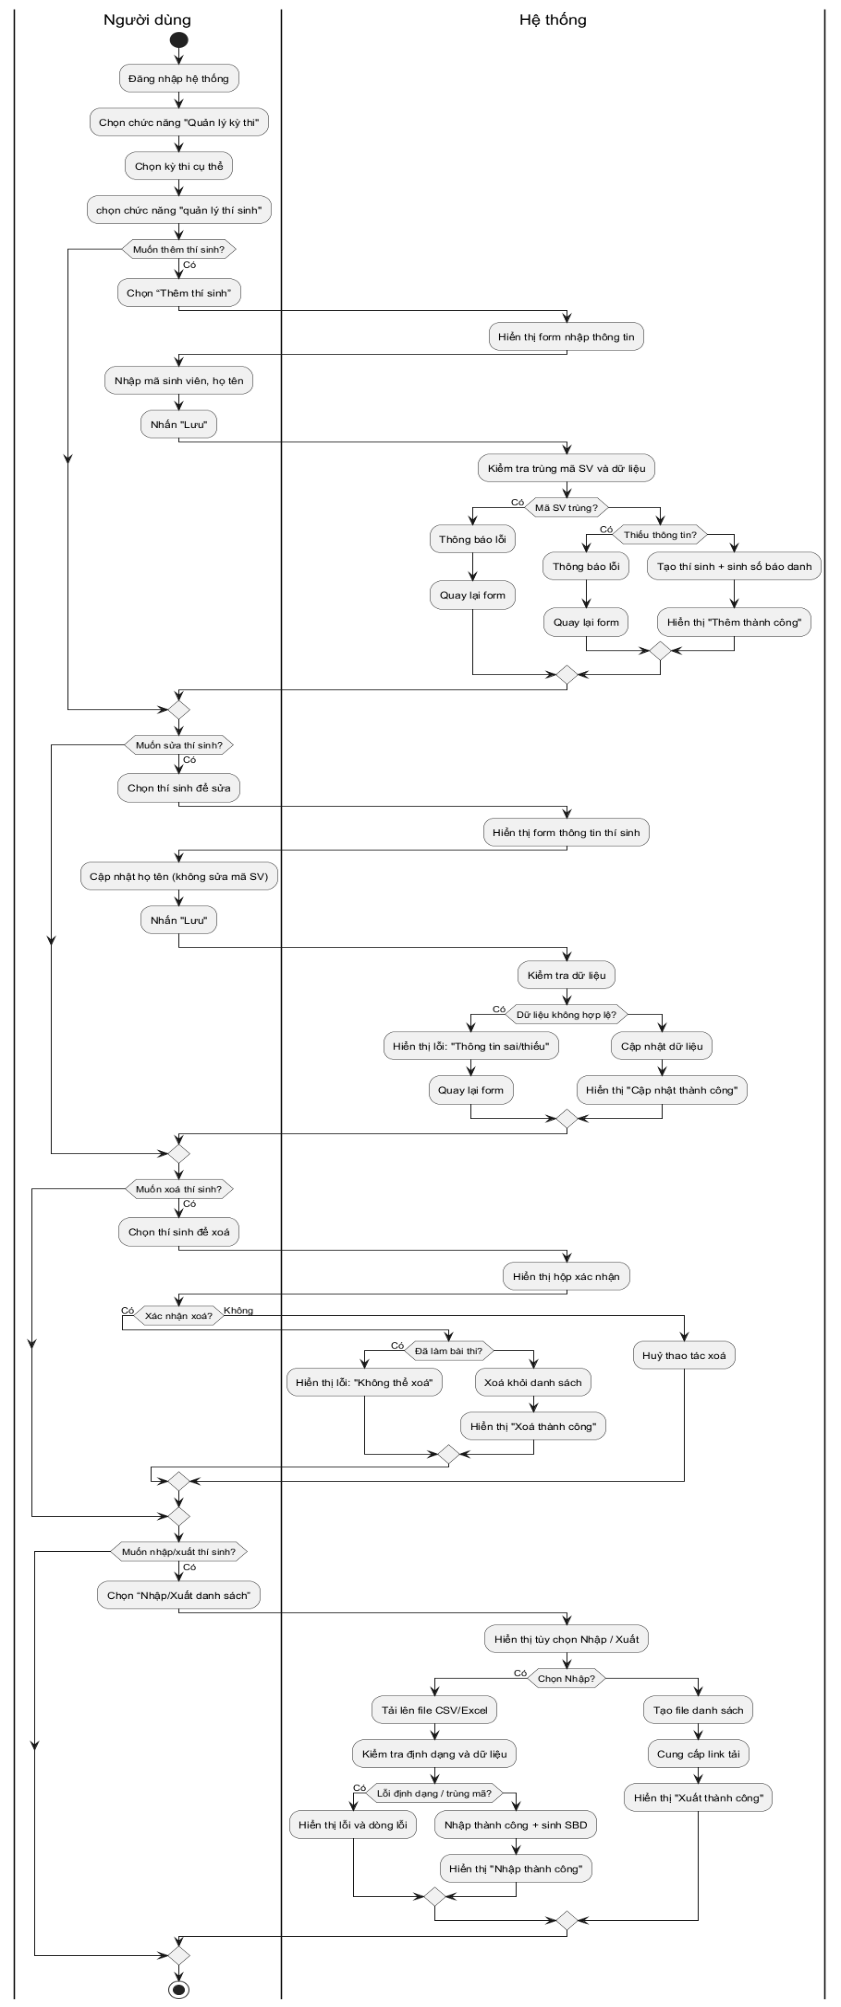 Người dùng
Hệ thống
Đăng nhập hệ thống
Chọn chức năng "Quản lý kỳ thi"
Chọn kỳ thi cụ thể
chọn chức năng "quản lý thí sinh"
Muốn thêm thí sinh?
Có
Chọn “Thêm thí sinh”
Hiển thị form nhập thông tin
Nhập mã sinh viên, họ tên
Nhấn "Lưu"
Kiểm tra trùng mã SV và dữ liệu
Có
Mã SV trùng?
Thông báo lỗi
Quay lại form
Có
Thiếu thông tin?
Thông báo lỗi
Tạo thí sinh + sinh số báo danh
Quay lại form
Hiển thị "Thêm thành công"
Muốn sửa thí sinh?
Có
Chọn thí sinh để sửa
Hiển thị form thông tin thí sinh
Cập nhật họ tên (không sửa mã SV)
Nhấn "Lưu"
Kiểm tra dữ liệu
Có
Dữ liệu không hợp lệ?
Hiển thị lỗi: "Thông tin sai/thiếu"
Cập nhật dữ liệu
Quay lại form
Hiển thị "Cập nhật thành công"
Muốn xoá thí sinh?
Có
Chọn thí sinh để xoá
Hiển thị hộp xác nhận
Có
Xác nhận xoá?
Không
Có
Đã làm bài thi?
Huỷ thao tác xoá
Hiển thị lỗi: "Không thể xoá"
Xoá khỏi danh sách
Hiển thị "Xoá thành công"
Muốn nhập/xuất thí sinh?
Có
Chọn “Nhập/Xuất danh sách”
Hiển thị tùy chọn Nhập / Xuất
Có
Chọn Nhập?
Tải lên file CSV/Excel
Tạo file danh sách
Kiểm tra định dạng và dữ liệu
Cung cấp link tải
Có
Lỗi định dạng / trùng mã?
Hiển thị "Xuất thành công"
Hiển thị lỗi và dòng lỗi
Nhập thành công + sinh SBD
Hiển thị "Nhập thành công"